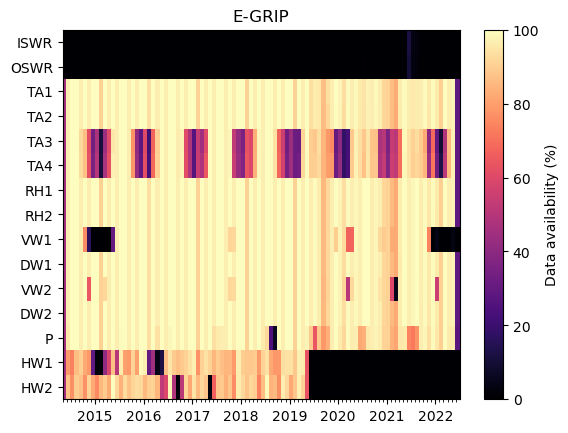 E-GRIP
ISWR
OSWR
TA1
TA2
TA3
TA4
RH1
RH2
VW1
DW1
VW2
DW2
P
HW1
HW2
2015 2016 2017 2018 2019 2020 2021 2022
100
80
60
40
20
0
Data availability (%)